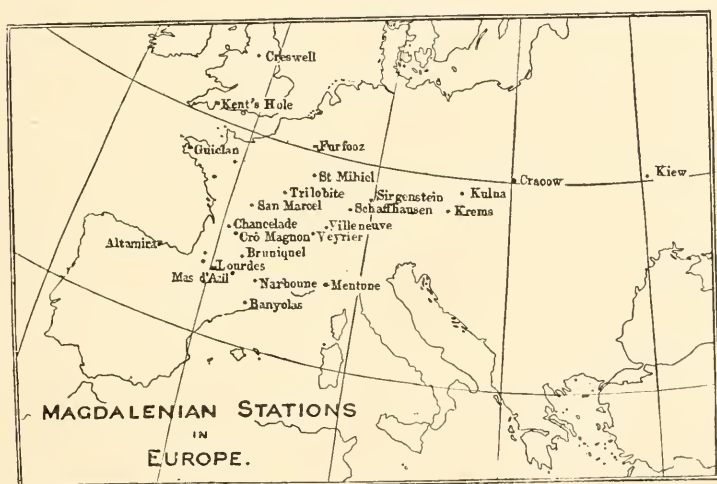 Creswell
Kent's Hole
Guiclan
Furfooz
St Mihiel
Cracow
Kiew
Trilobite
Sirgenstein
Kulna
San Marcel
Schaffhausen
Krems
Chancelade
Villeneuve
Crô Magnon
Veyrier
Altamira
Bruniquel
Lourdes
Mas d'Azil
Narbonne
Mentone
Banyolas
MAGDALENIAN STATIONS
IN
EUROPE.